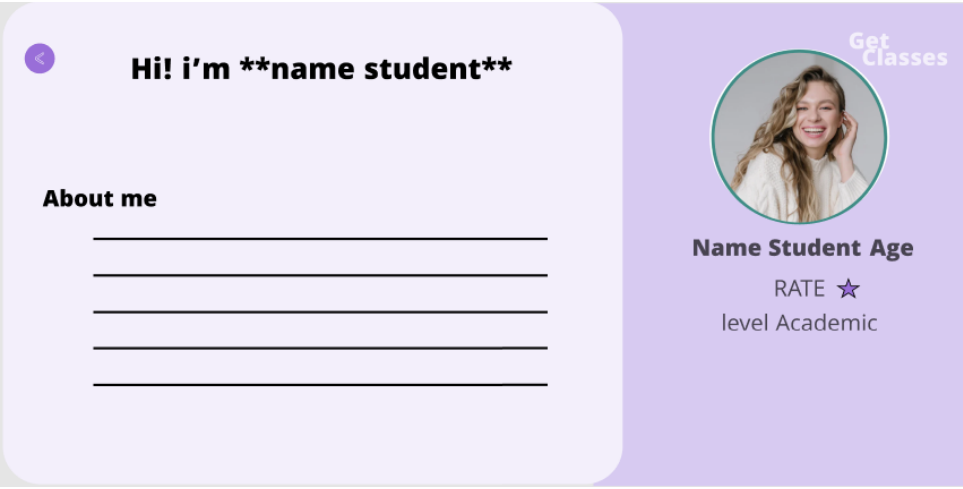 Hi! i’m **name student**
About me
Get
Classes
Name Student Age
RATE
level Academic